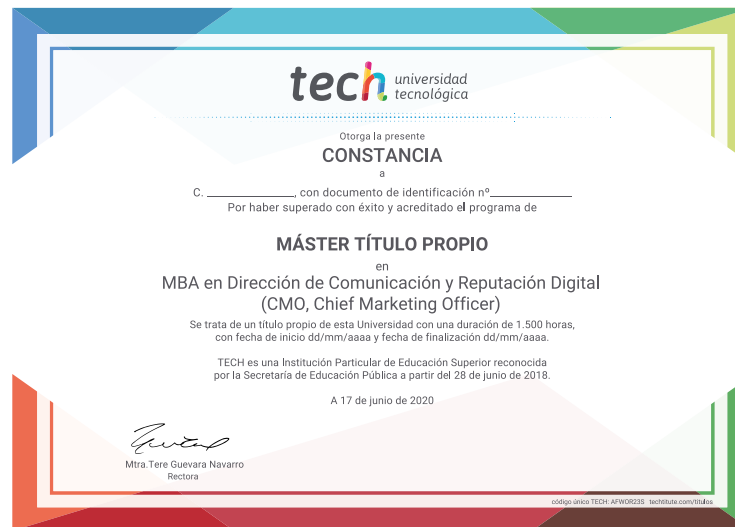 tech universidad
tecnológica
Otorga la presente
CONSTANCIA
a
C. ______________, con documento de identificación nº______________
Por haber superado con éxito y acreditado el programa de
MÁSTER TÍTULO PROPIO
en
MBA en Dirección de Comunicación y Reputación Digital
(CMO, Chief Marketing Officer)
Se trata de un título propio de esta Universidad con una duración de 1.500 horas,
con fecha de inicio dd/mm/aaaa y fecha de finalización dd/mm/aaaa.
TECH es una Institución Particular de Educación Superior reconocida
por la Secretaría de Educación Pública a partir del 28 de junio de 2018.
A 17 de junio de 2020
Mtra.Tere Guevara Navarro
Rectora
código único TECH: AFWOR23S techtitute.com/titulos